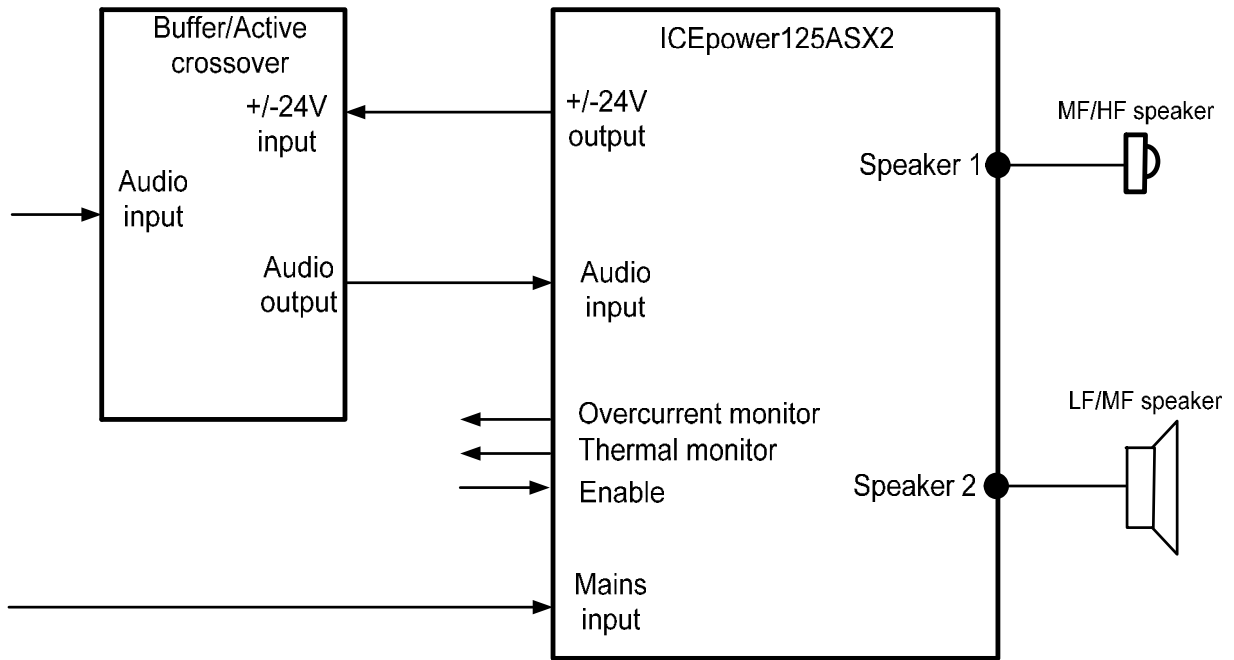 Buffer/Active
crossover
+/-24V
input
Audio
input
Audio
output
ICEpower125ASX2
+/-24V
output
Speaker 1
Audio
input
Overcurrent monitor
Thermal monitor
Enable
Speaker 2
Mains
input
MF/HF speaker
LF/MF speaker